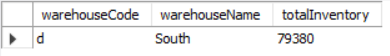 warehouseCode warehouseName totalInventory
d South 79380